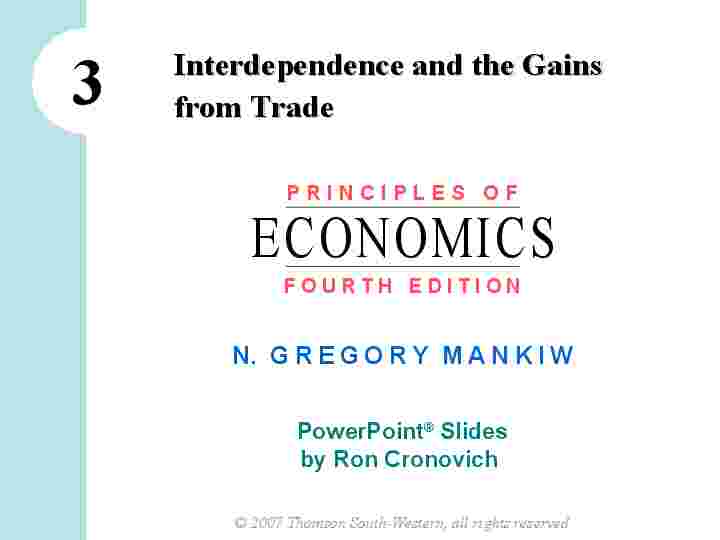 3
Interdependence and the Gains
from Trade
PRINCIPLES OF
ECONOMICS
FOURTH EDITION
N. GREGORY MANKIW
PowerPoint® Slides
by Ron Cronovich
© 2007 Thomson South-Western, all rights reserved